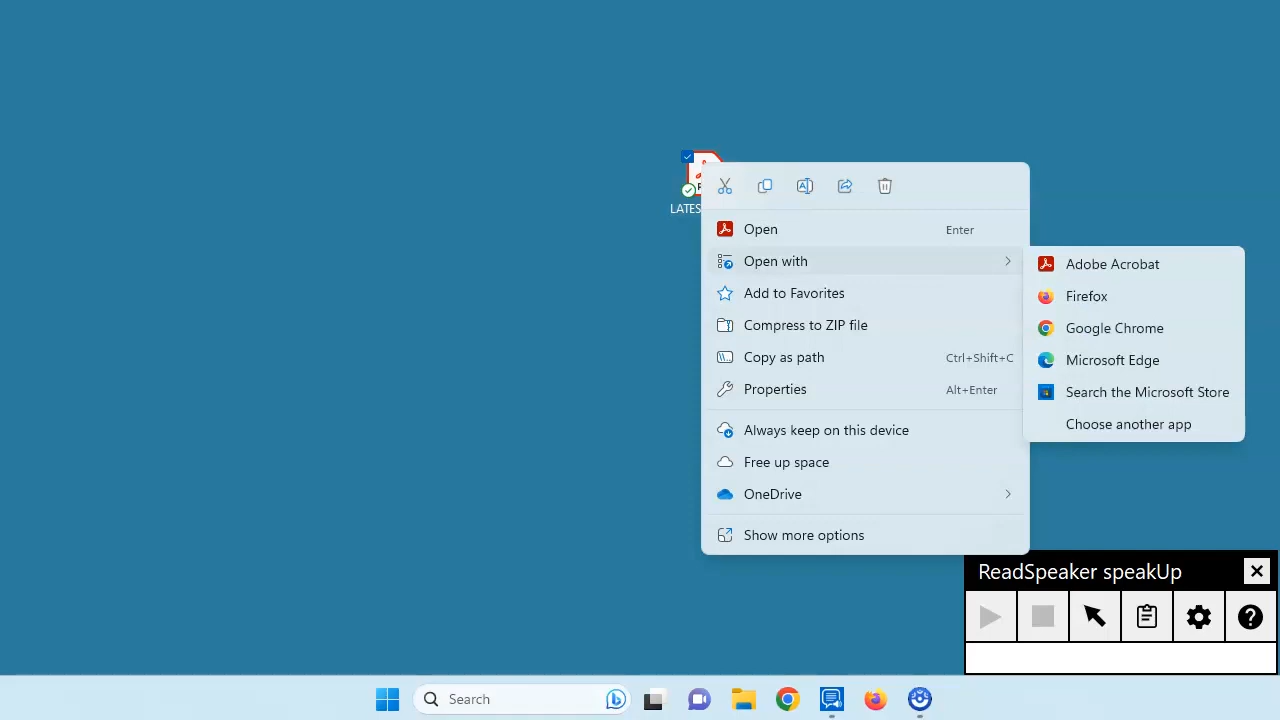 LATES
Open Enter
Open with
Add to Favorites
Compress to ZIP file
Copy as path Ctrl+Shift+C
Properties Alt+Enter
Always keep on this device
Free up space
OneDrive
Show more options
Adobe Acrobat
Firefox
Google Chrome
Microsoft Edge
Search the Microsoft Store
Choose another app
ReadSpeaker speakUp
Search